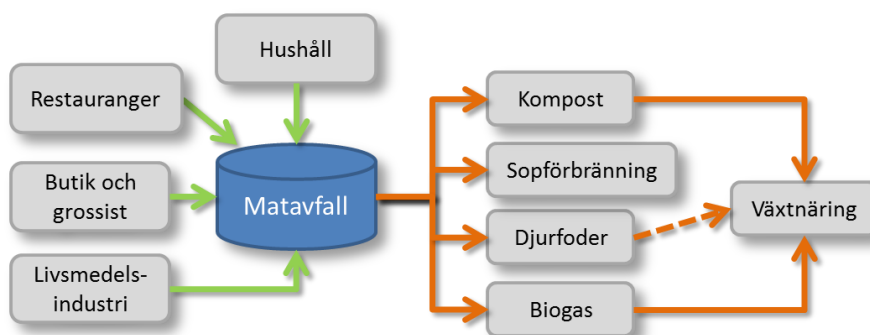 Hushåll
Restauranger
Butik och
grossist
Livsmedels-
industri
Matavfall
Kompost
Sopförbränning
Djurfoder
Biogas
Växtnäring